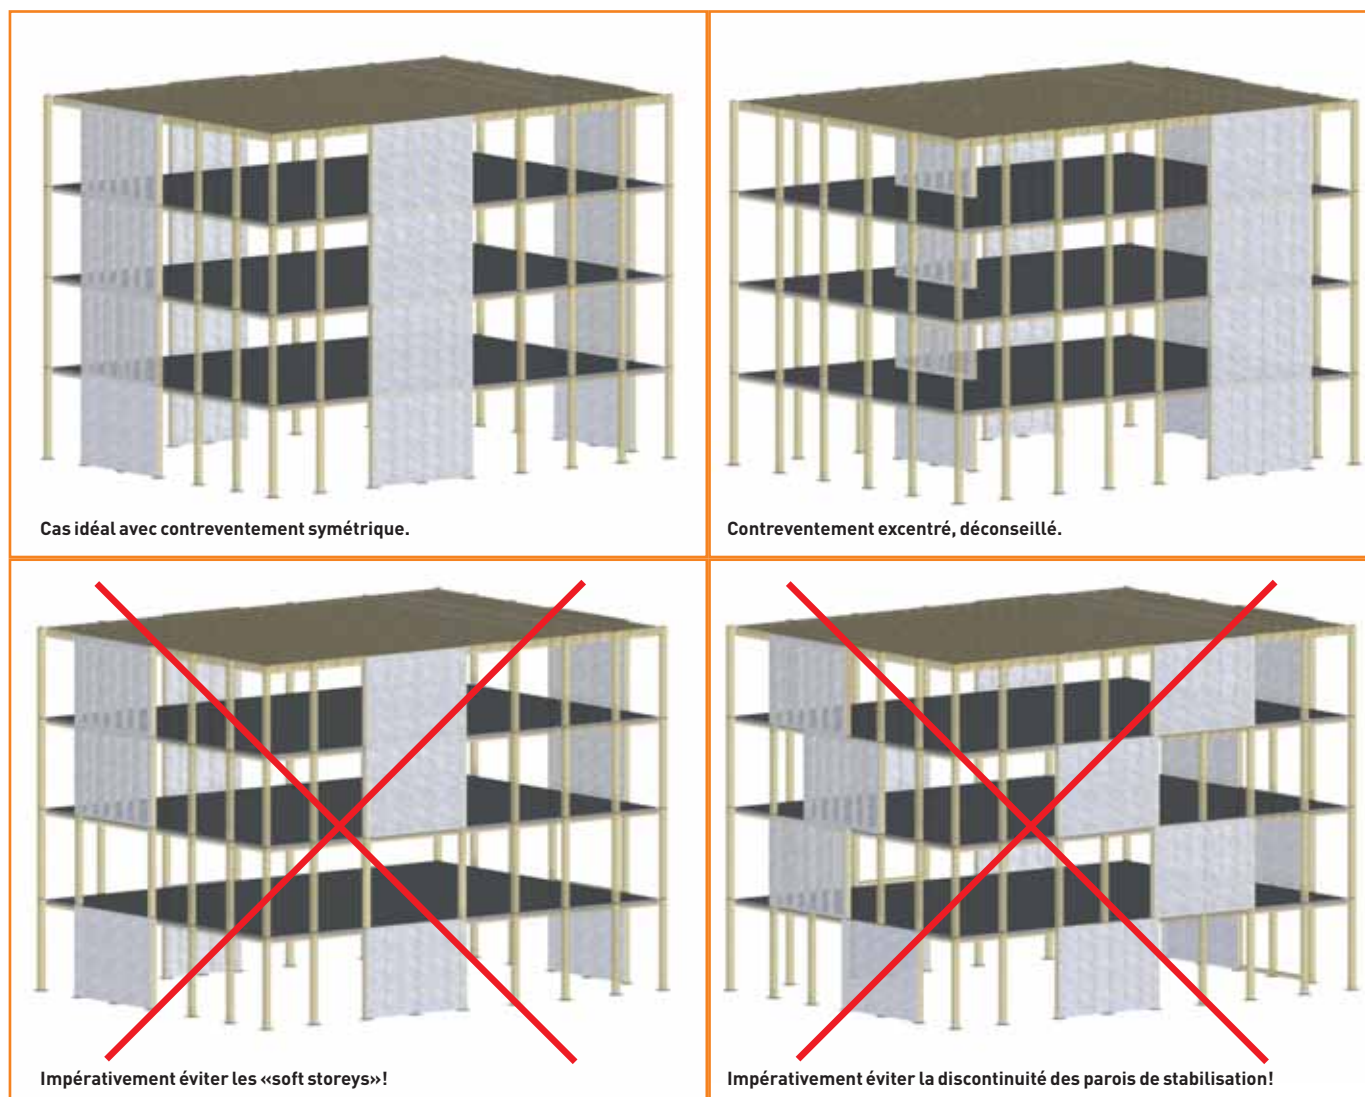 Cas idéal avec contreventement symétrique.
Contreventement excentré, déconseillé.
Impérativement éviter les «soft storeys»!
Impérativement éviter la discontinuité des parois de stabilisation!